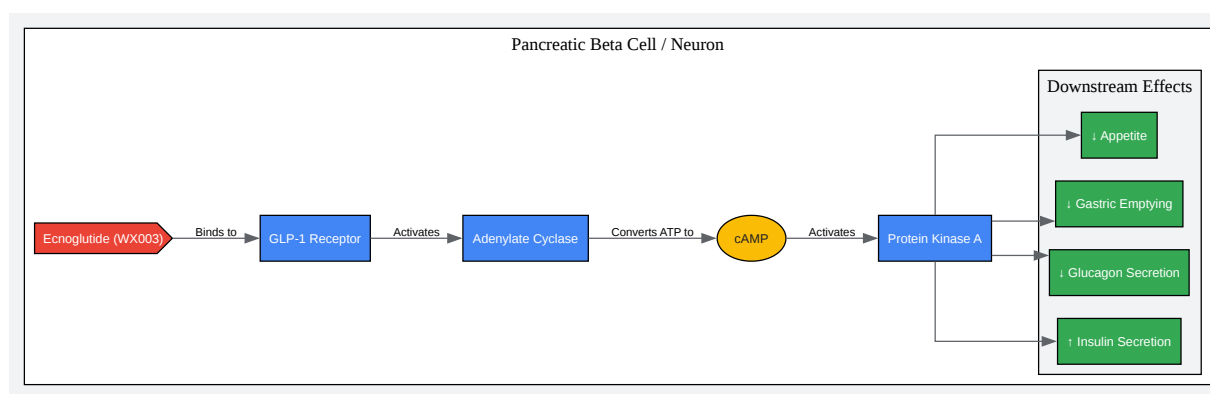 Pancreatic Beta Cell / Neuron
Downstream Effects
↓ Appetite
↓ Gastric Emptying
Ecnoglutide (WX003)
Binds to
GLP-1 Receptor
Activates
Adenylate Cyclase
Converts ATP to
cAMP
Activates
Protein Kinase A
↓ Glucagon Secretion
↑ Insulin Secretion